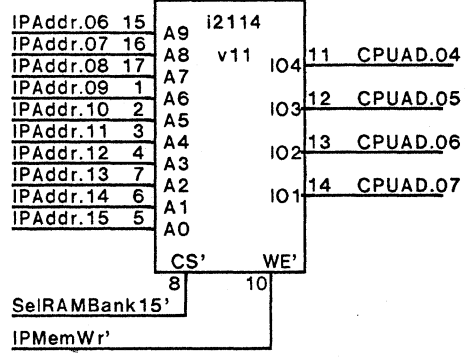 IPAddr.06 15 A9 i2114
IPAddr.07 16 A8 v11 IO4 11 CPUAD.04
IPAddr.08 17 A7
IPAddr.09 1 A6 IO3 12 CPUAD.05
IPAddr.10 2 A5
IPAddr.11 3 A4 IO2 13 CPUAD.06
IPAddr.12 4 A3
IPAddr.13 7 A2 IO1 14 CPUAD.07
IPAddr.14 6 A1
IPAddr.15 5 A0
CS' WE'
8 10
SelRAMBank15'
IPMemWr'